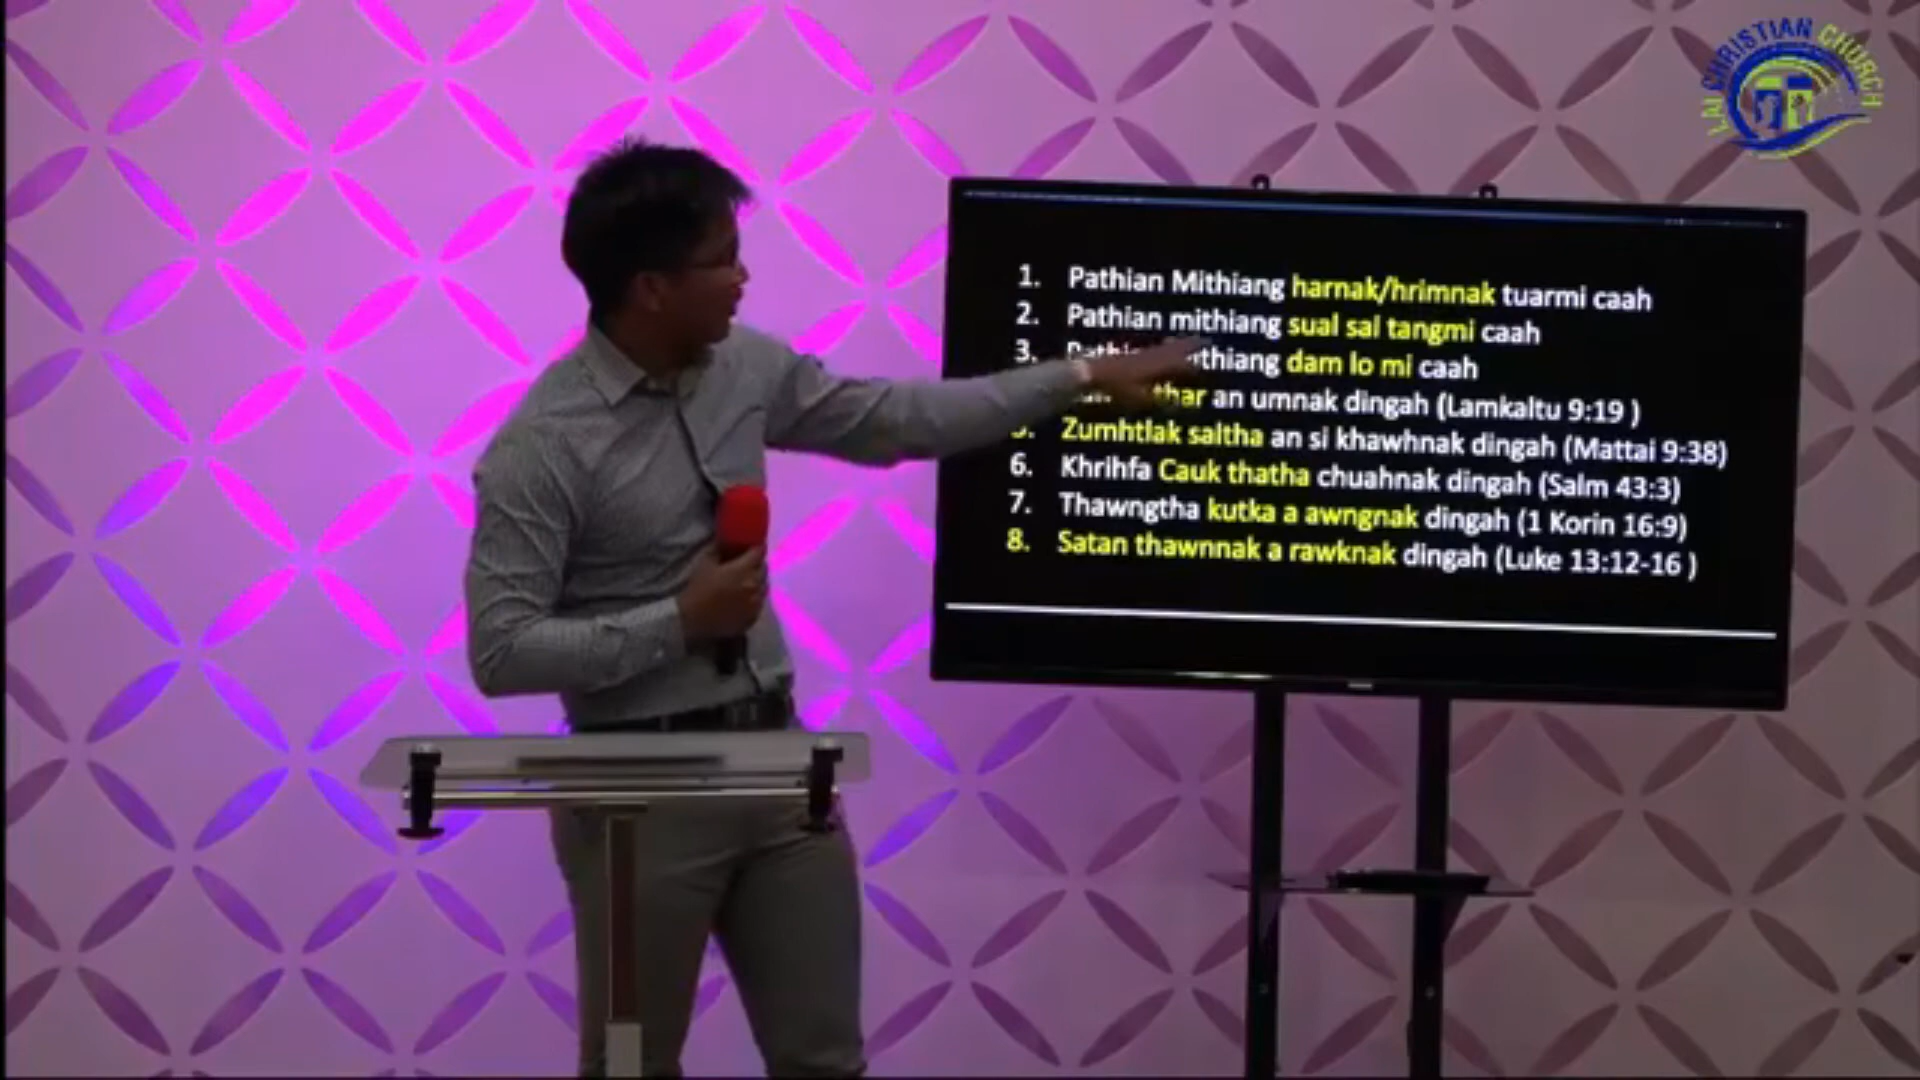 LAI CHRISTIAN CHURCH
1. Pathian Mithiang harnak/hrimnak tuarmi caah
2. Pathian mithiang sual sal tangmi caah
3. dam lo mi caah
thar an umnak dingah (Lamkaltu 9:19 )
5. Zumhtlak saltha an si khawhnak dingah (Mattai 9:38)
6. Khrihfa Cauk thatha chuahnak dingah (Salm 43:3)
7. Thawngtha kutka a awngnak dingah (1 Korin 16:9)
8. Satan thawnnak a rawknak dingah (Luke 13:12-16 )